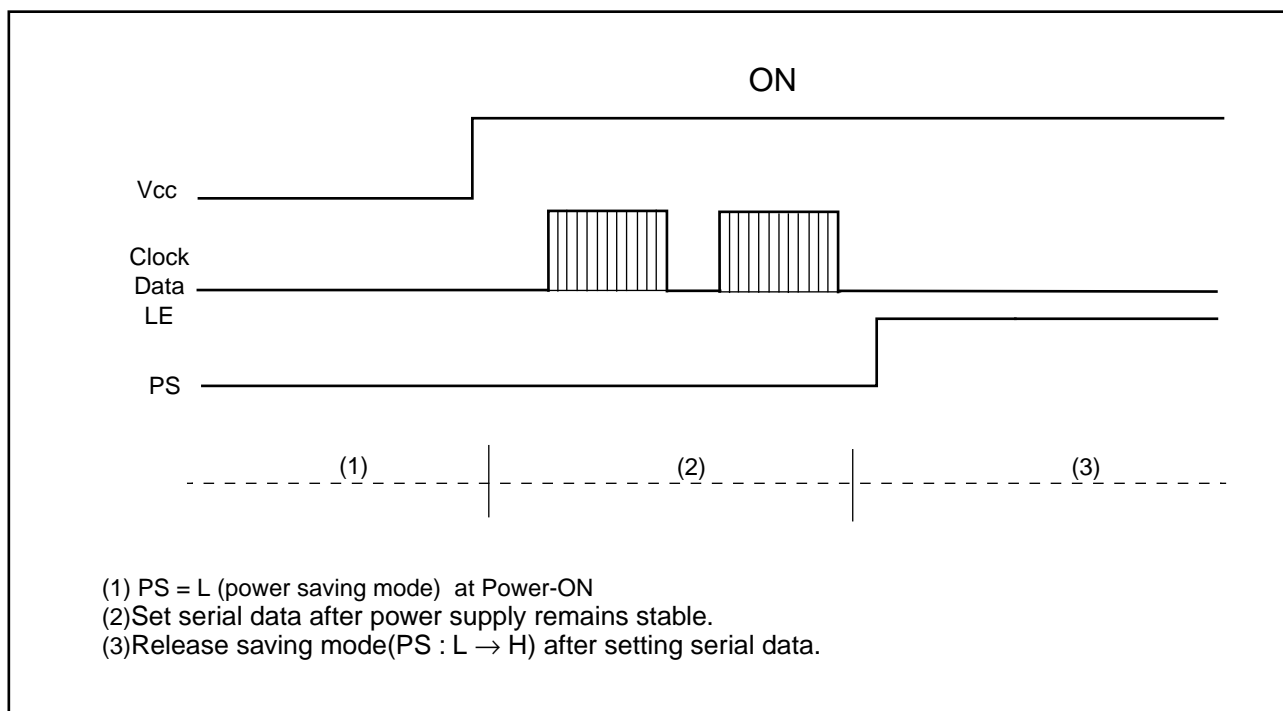 ON
Vcc
Clock
Data
LE
PS
(1) (2) (3)
(1) PS = L (power saving mode) at Power-ON
(2)Set serial data after power supply remains stable.
(3)Release saving mode(PS : L → H) after setting serial data.